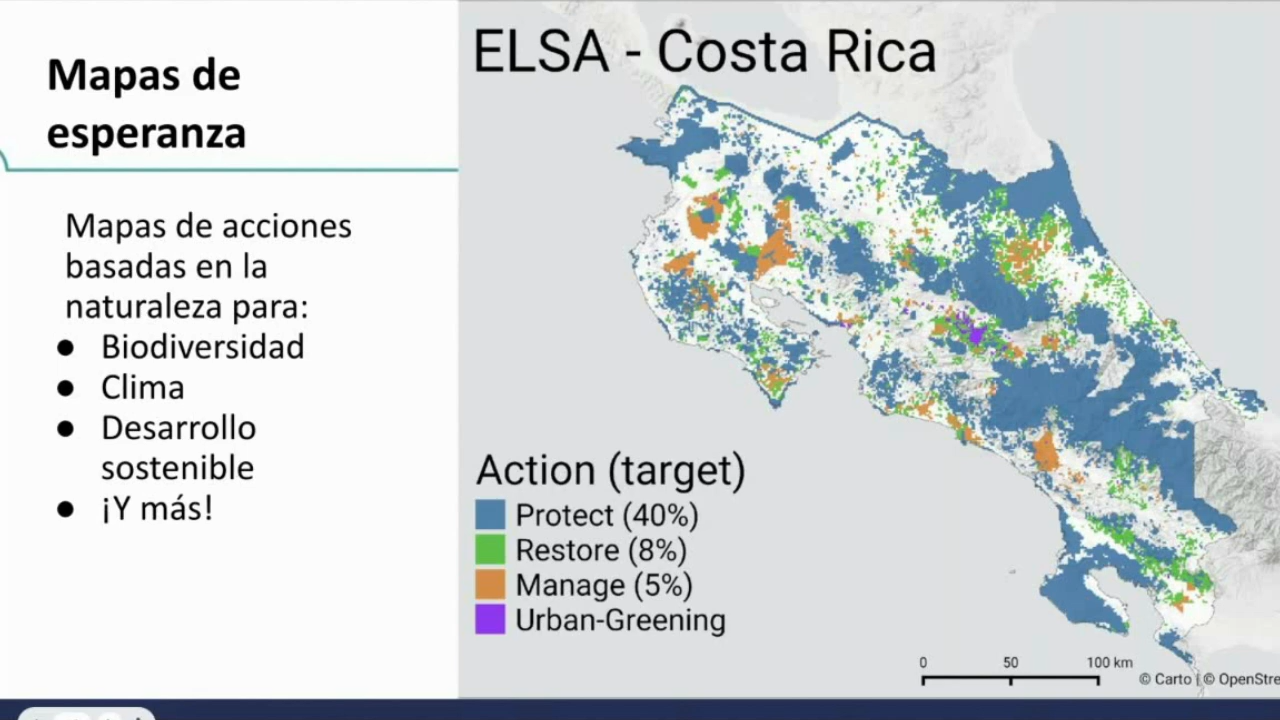 Mapas de
esperanza
Mapas de acciones
basadas en la
naturaleza para:
● Biodiversidad
● Clima
● Desarrollo
sostenible
● ¡Y más!
ELSA - Costa Rica
Action (target)
Protect (40%)
Restore (8%)
Manage (5%)
Urban-Greening
0 50 100 km
© Carto | © OpenStre